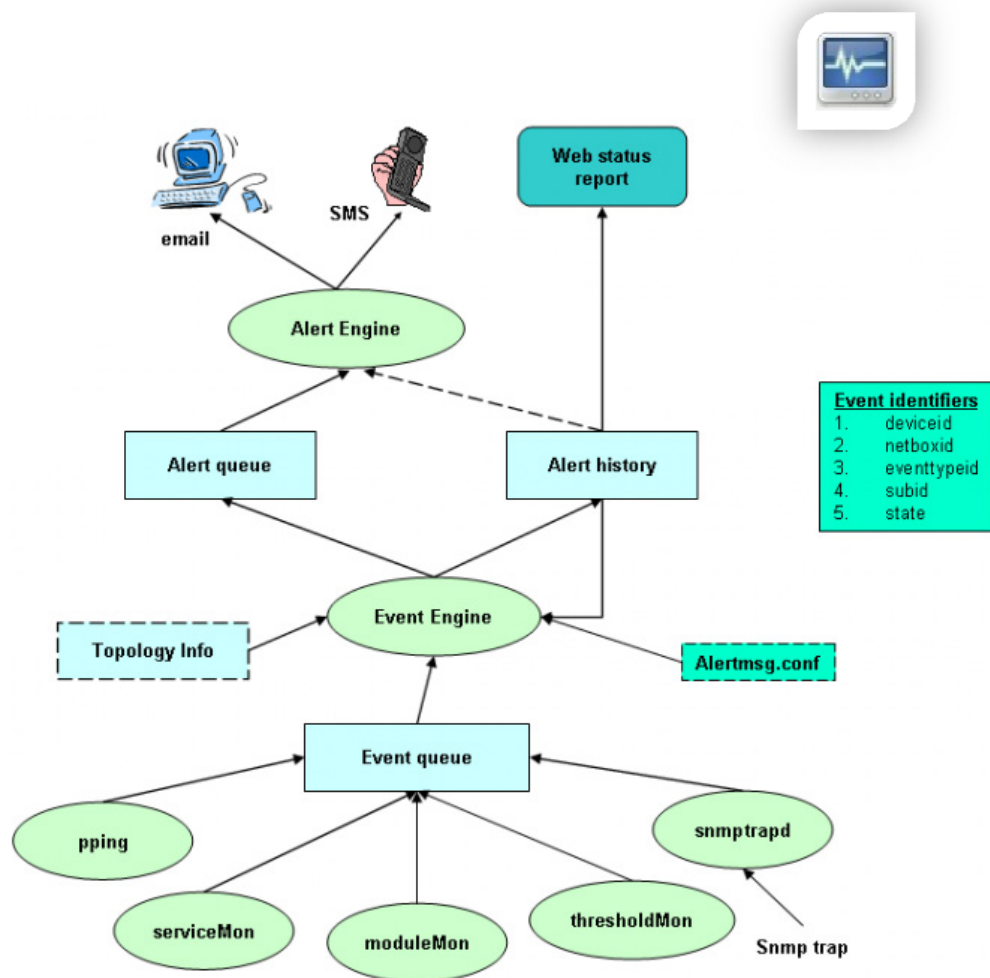 Web status
report
SMS
email
Alert Engine
Event identifiers
1. deviceid
2. netboxid
3. eventtypeid
4. subid
5. state
Alert queue
Alert history
Event Engine
Topology Info
Alertmsg.conf
Event queue
pping
snmptrapd
serviceMon
moduleMon
thresholdMon
Snmp trap